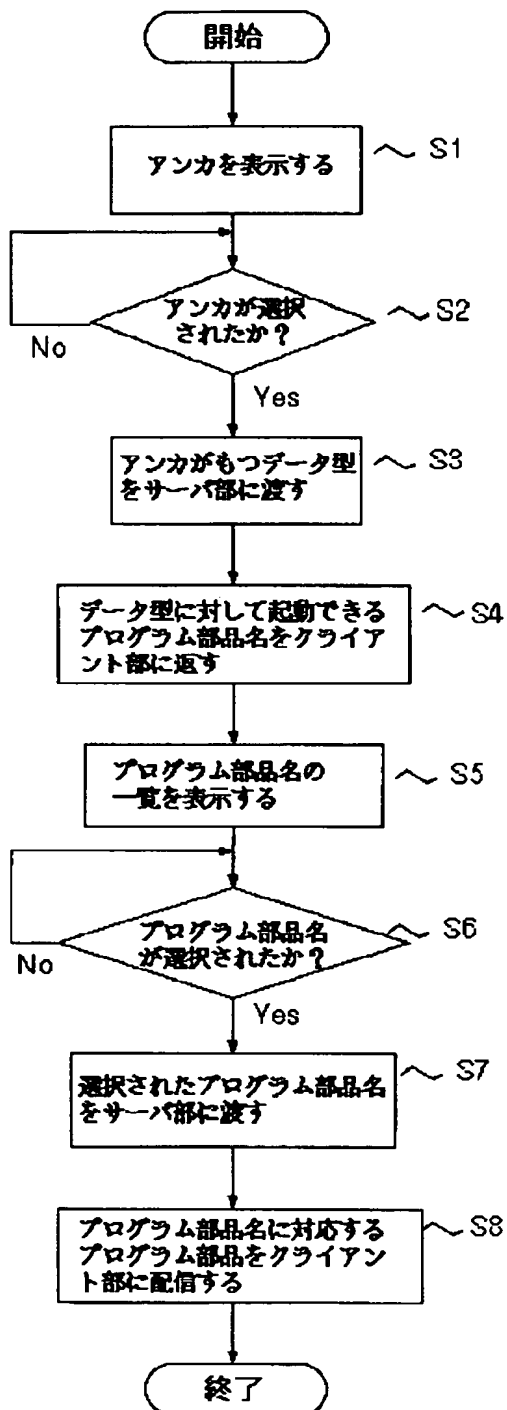 開始
アンカを表示する
S1
アンカが選択
されたか？
S2
No
Yes
アンカがもつデータ型
をサーバ部に渡す
S3
データ型に対して起動できる
プログラム部品名をクライア
ント部に返す
S4
プログラム部品名の
一覧を表示する
S5
プログラム部品名
が選択されたか？
S6
No
Yes
選択されたプログラム部品名
をサーバ部に渡す
S7
プログラム部品名に対応する
プログラム部品をクライアン
ト部に配信する
S8
終了